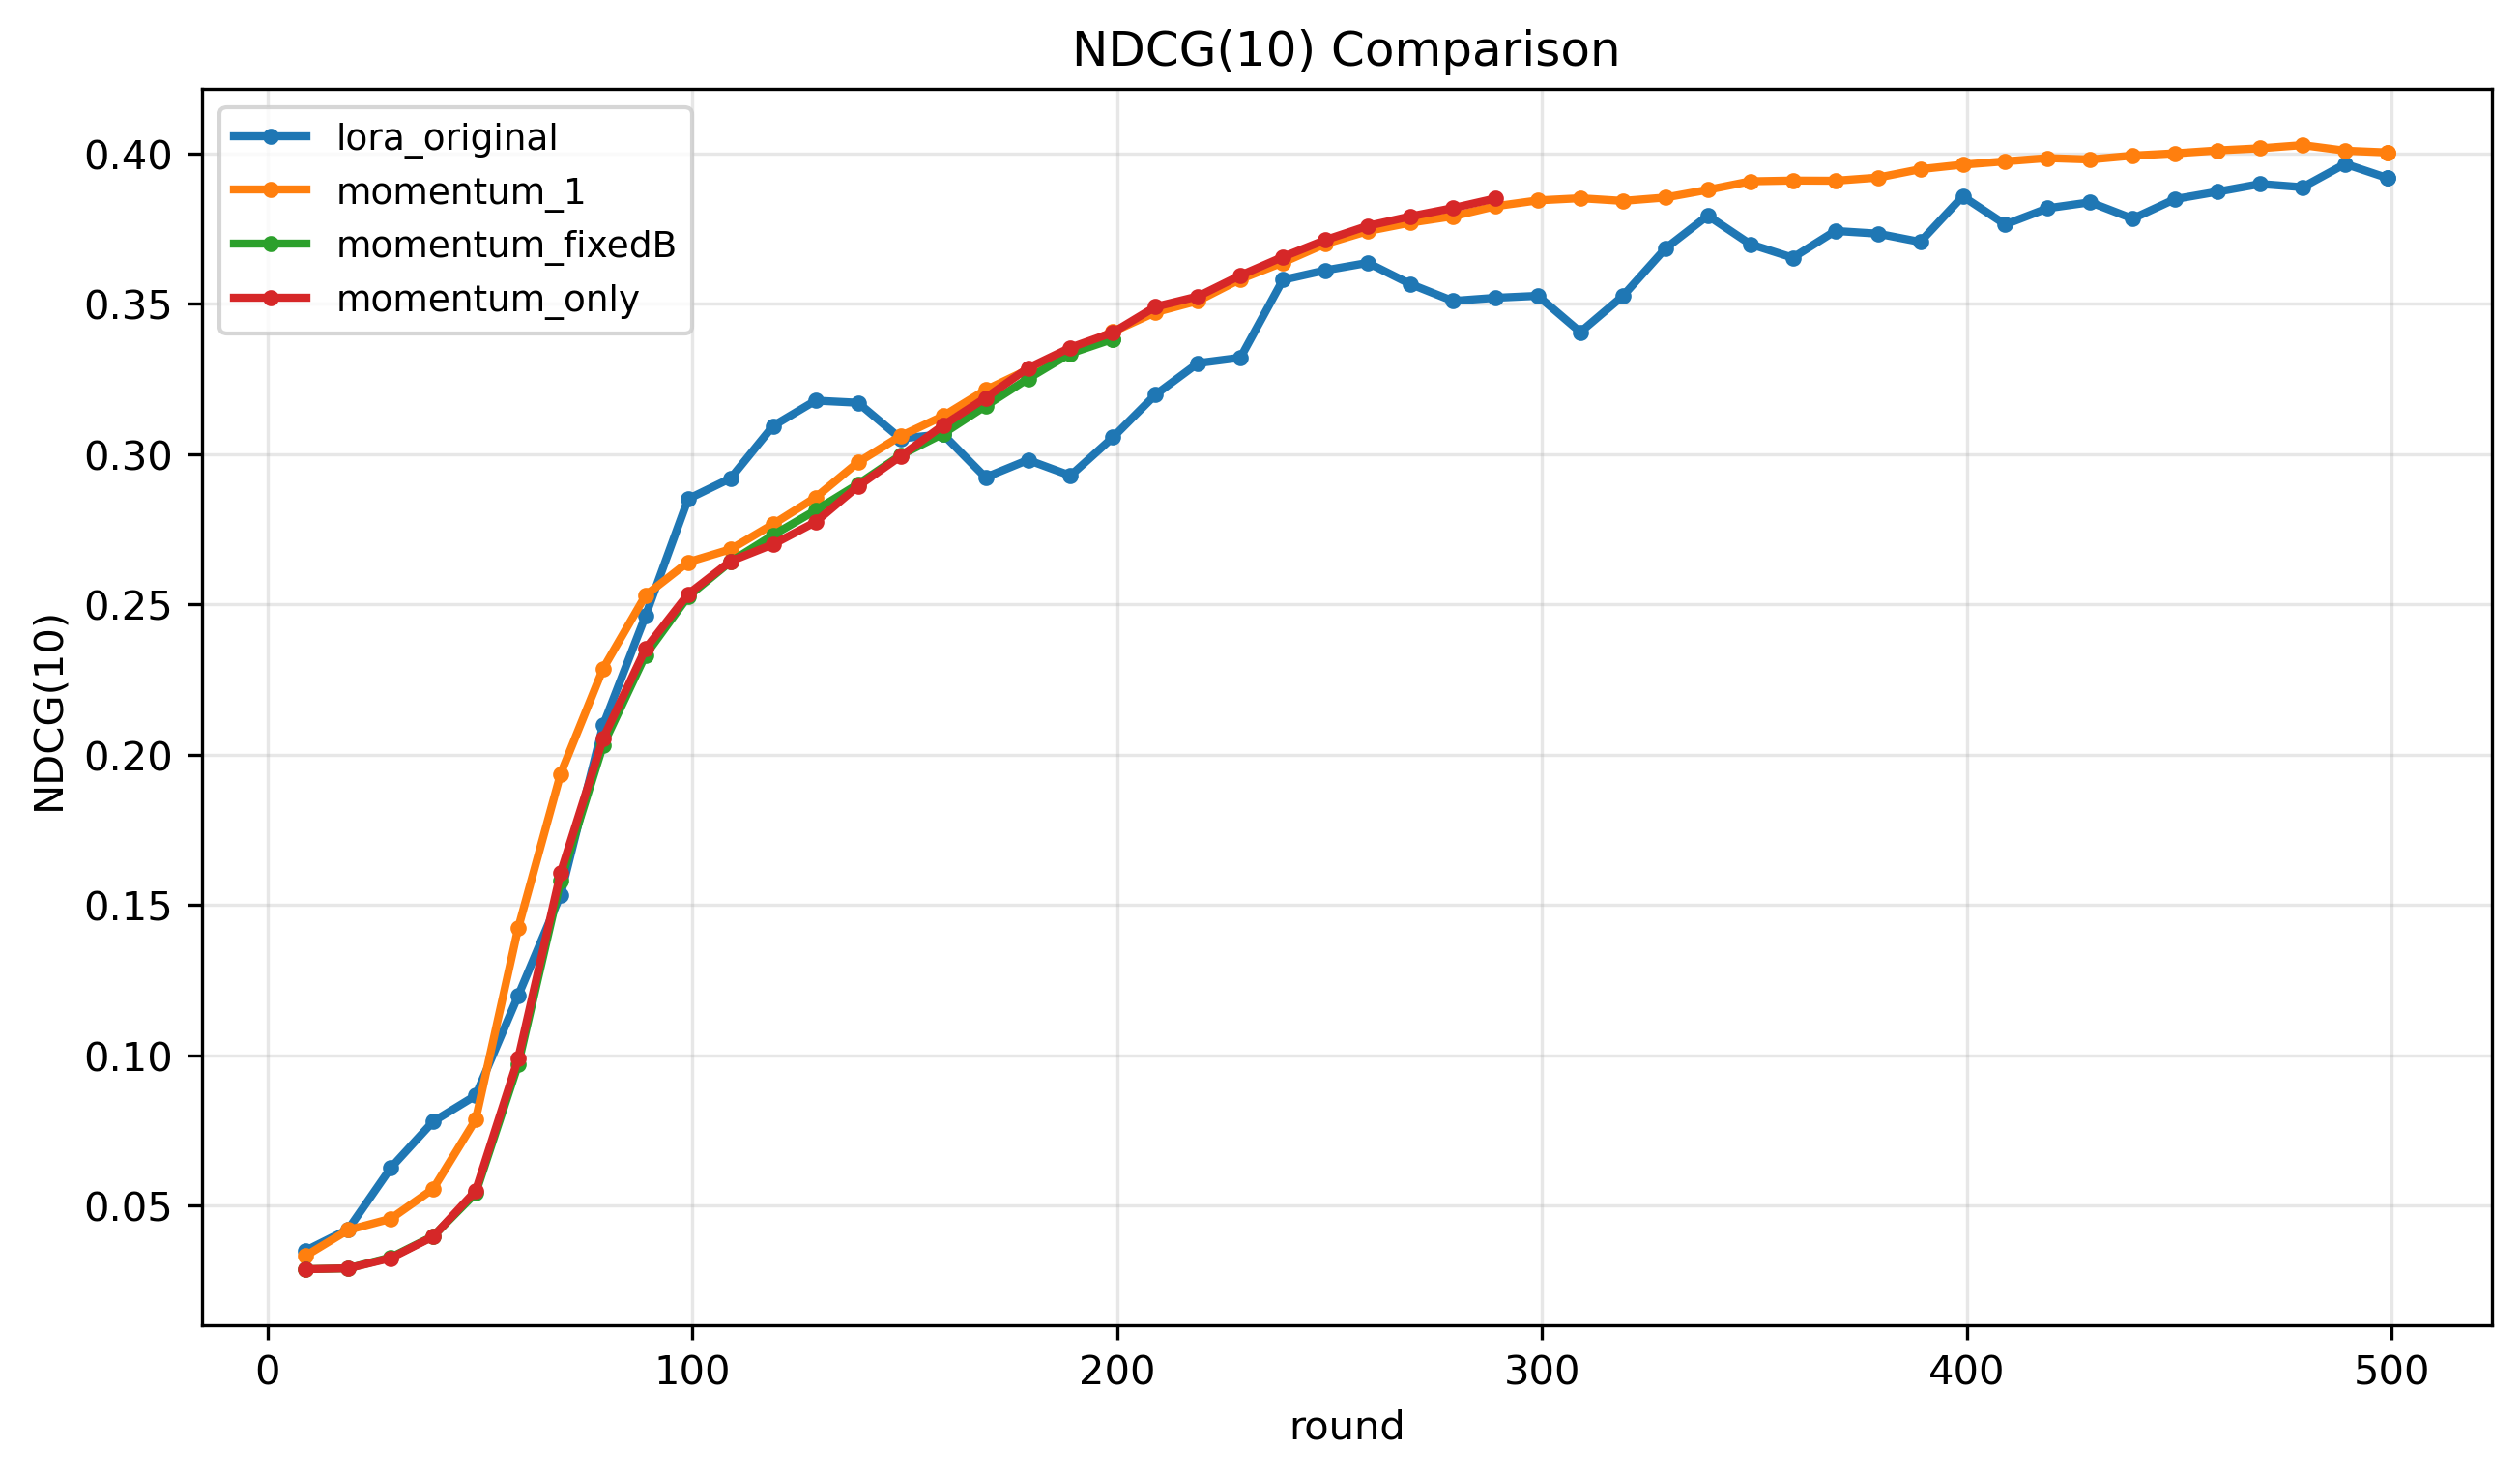 NDCG(10) Comparison
lora_original
momentum_1
momentum_fixedB
momentum_only
NDCG(10)
0.40
0.35
0.30
0.25
0.20
0.15
0.10
0.05
0 100 200 300 400 500
round